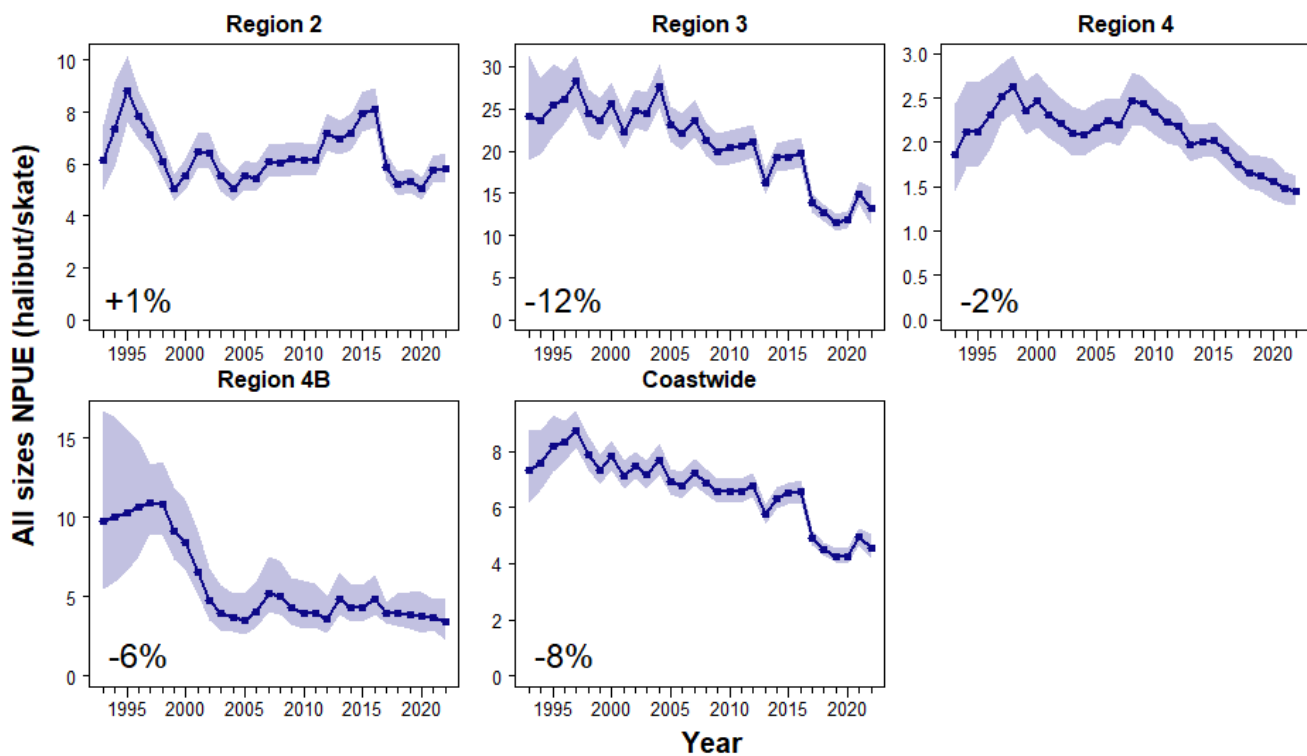 All sizes NPUE (halibut/skate)
Region 2
10
8
6
4
2
0
+1%
1995 2000 2005 2010 2015 2020
Region 3
30
25
20
15
10
5
0
-12%
1995 2000 2005 2010 2015 2020
Region 4
3.0
2.5
2.0
1.5
1.0
0.5
0.0
-2%
1995 2000 2005 2010 2015 2020
Region 4B
15
10
5
0
-6%
1995 2000 2005 2010 2015 2020
Coastwide
8
6
4
2
0
-8%
1995 2000 2005 2010 2015 2020
Year